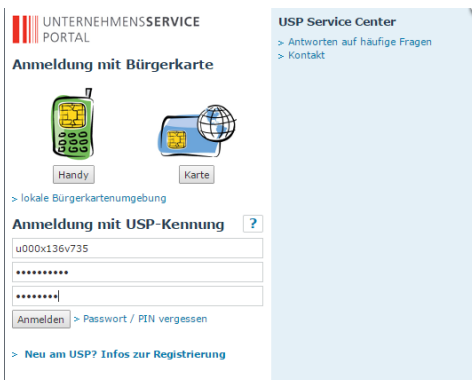 UNTERNEHMENSSERVICE
PORTAL
Anmeldung mit Bürgerkarte
Handy
Karte
> lokale Bürgerkartenumgebung
Anmeldung mit USP-Kennung
?
u000x136v735
••••••••••
••••••••
Anmelden
> Passwort / PIN vergessen
> Neu am USP? Infos zur Registrierung
USP Service Center
> Antworten auf häufige Fragen
> Kontakt